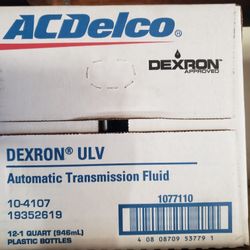 ACDelco®
DEXRON®
APPROVED
DEXRON® ULV
Automatic Transmission Fluid
10-4107
19352619
1077110
12-1 QUART (946mL)
PLASTIC BOTTLES
4 08 08709 53779 1